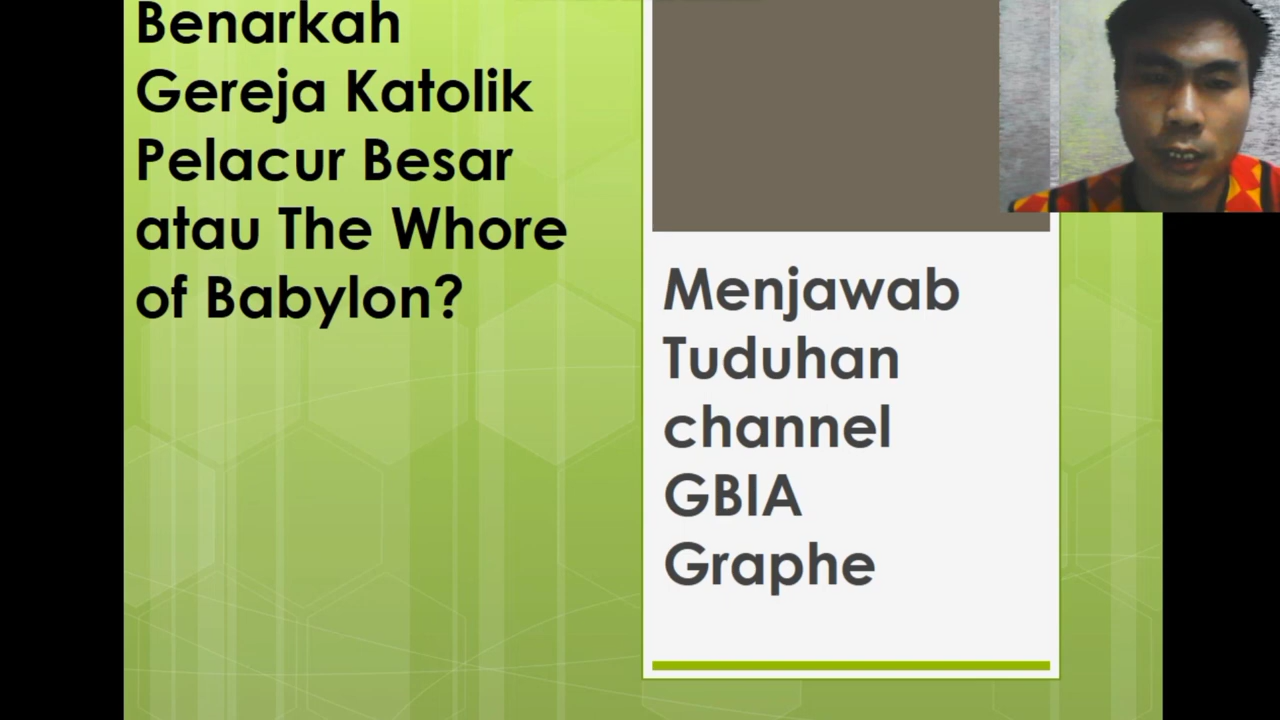 Benarkah
Gereja Katolik
Pelacur Besar
atau The Whore
of Babylon?
Menjawab
Tuduhan
channel
GBIA
Graphe